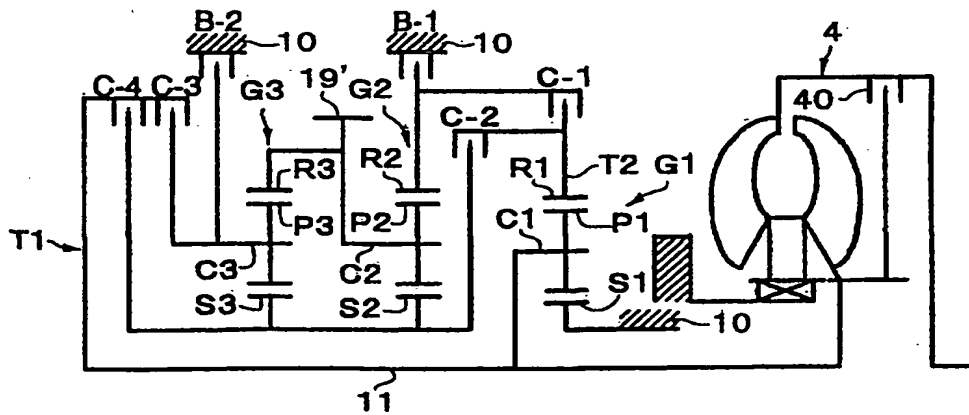 B-2 10 B-1 10 4
C-4 C-3 19' C-1 40
G3 G2 C-2
R3 R2 R1 T2 G1
P3 P2 C1 P1
T1
C3 C2
S3 S2 S1
10
11